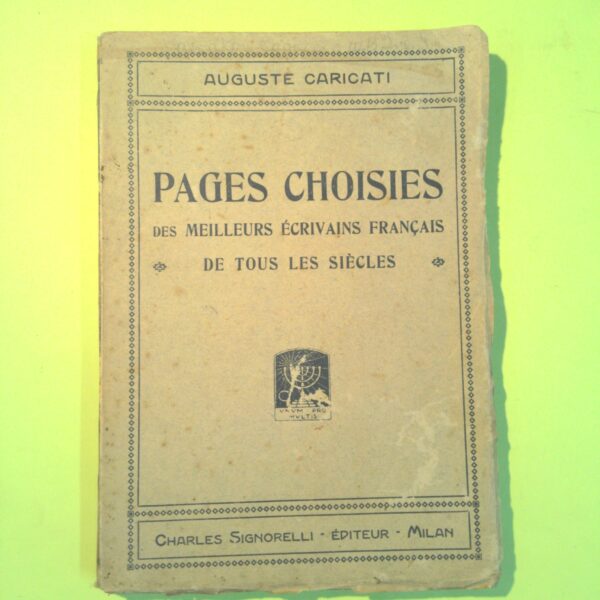 AUGUSTE CARICATI
PAGES CHOISIES
DES MEILLEURS ÉCRIVAINS FRANÇAIS
DE TOUS LES SIÈCLES
UNUM PRO
MULTIS
CHARLES SIGNORELLI - ÉDITEUR - MILAN